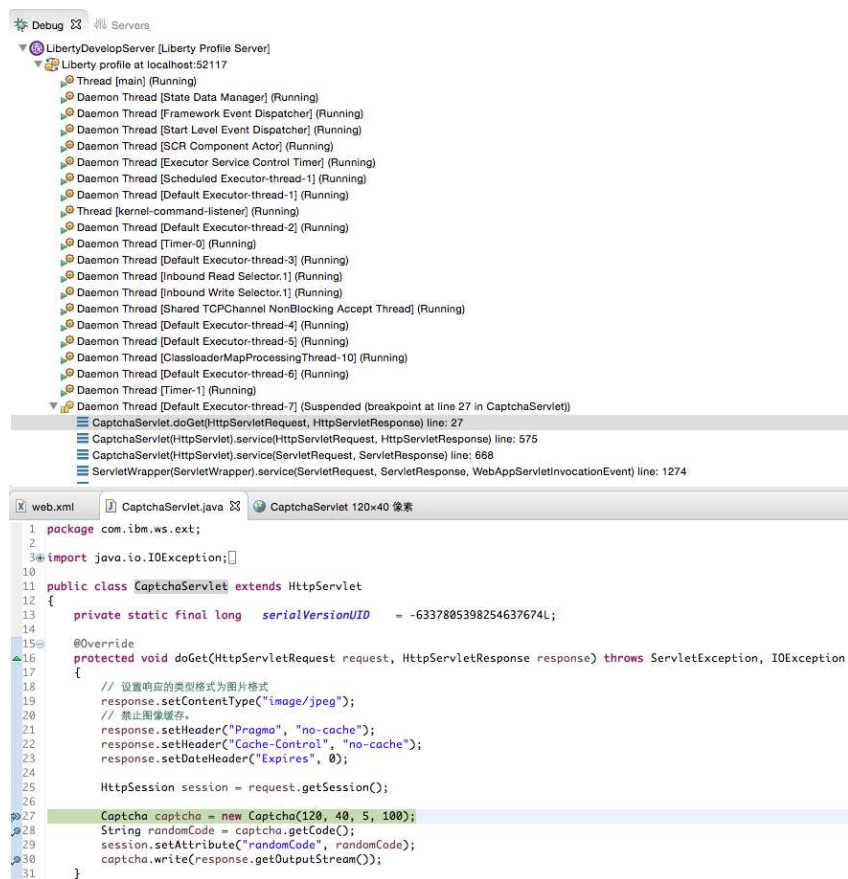 Debug Servers
LibertyDevelopServer [Liberty Profile Server]
Liberty profile at localhost:52117
Thread [main] (Running)
Daemon Thread [State Data Manager] (Running)
Daemon Thread [Framework Event Dispatcher] (Running)
Daemon Thread [Start Level Event Dispatcher] (Running)
Daemon Thread [SCR Component Actor] (Running)
Daemon Thread [Executor Service Control Timer] (Running)
Daemon Thread [Scheduled Executor-thread-1] (Running)
Daemon Thread [Default Executor-thread-1] (Running)
Thread [kernel-command-listener] (Running)
Daemon Thread [Default Executor-thread-2] (Running)
Daemon Thread [Timer-0] (Running)
Daemon Thread [Default Executor-thread-3] (Running)
Daemon Thread [Inbound Read Selector.1] (Running)
Daemon Thread [Inbound Write Selector.1] (Running)
Daemon Thread [Shared TCPChannel NonBlocking Accept Thread] (Running)
Daemon Thread [Default Executor-thread-4] (Running)
Daemon Thread [Default Executor-thread-5] (Running)
Daemon Thread [ClassloaderMapProcessingThread-10] (Running)
Daemon Thread [Default Executor-thread-6] (Running)
Daemon Thread [Timer-1] (Running)
Daemon Thread [Default Executor-thread-7] (Suspended (breakpoint at line 27 in CaptchaServlet))
CaptchaServlet.doGet(HttpServletRequest, HttpServletResponse) line: 27
CaptchaServlet(HttpServlet).service(HttpServletRequest, HttpServletResponse) line: 575
CaptchaServlet(HttpServlet).service(ServletRequest, ServletResponse) line: 668
ServletWrapper(ServletWrapper).service(ServletRequest, ServletResponse, WebAppServletInvocationEvent) line: 1274
web.xml CaptchaServlet.java CaptchaServlet 120×40 像素
1 package com.ibm.ws.ext;
2
3 import java.io.IOException;
10
11 public class CaptchaServlet extends HttpServlet
12 {
13 private static final long serialVersionUID = -6337805398254637674L;
14
15 @Override
16 protected void doGet(HttpServletRequest request, HttpServletResponse response) throws ServletException, IOException
17 {
18 // 设置响应的类型格式为图片格式
19 response.setContentType("image/jpeg");
20 // 禁止图像缓存。
21 response.setHeader("Pragma", "no-cache");
22 response.setHeader("Cache-Control", "no-cache");
23 response.setDateHeader("Expires", 0);
24
25 HttpSession session = request.getSession();
26
27 Captcha captcha = new Captcha(120, 40, 5, 100);
28 String randomCode = captcha.getCode();
29 session.setAttribute("randomCode", randomCode);
30 captcha.write(response.getOutputStream());
31 }